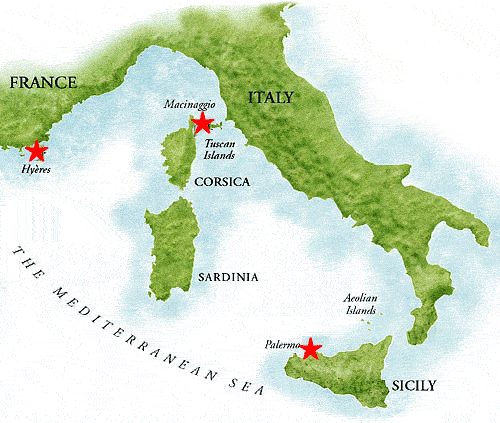 FRANCE
Macinaggio
ITALY
Tuscan
Islands
Hyères
CORSICA
SARDINIA
THE MEDITERRANEAN SEA
Aeolian
Islands
Palermo
SICILY